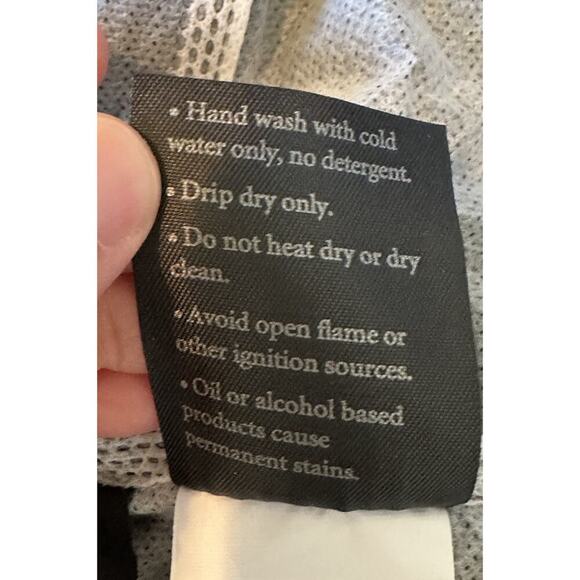 • Hand wash with cold
water only, no detergent.
• Drip dry only.
• Do not heat dry or dry
clean.
• Avoid open flame or
other ignition sources.
• Oil or alcohol based
products cause
permanent stains.